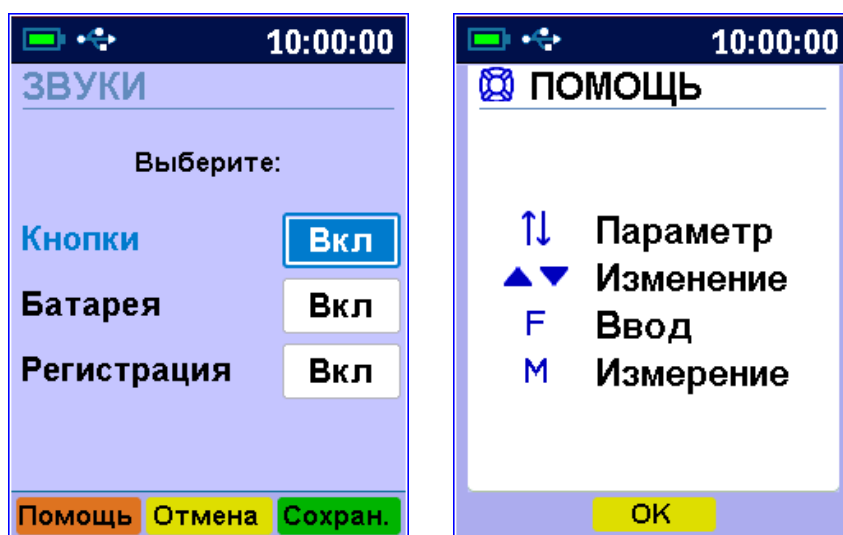 10:00:00
ЗВУКИ
Выберите:
Кнопки Вкл
Батарея Вкл
Регистрация Вкл
Помощь Отмена Сохран.
10:00:00
ПОМОЩЬ
↑↓ Параметр
▲▼ Изменение
F Ввод
M Измерение
OK